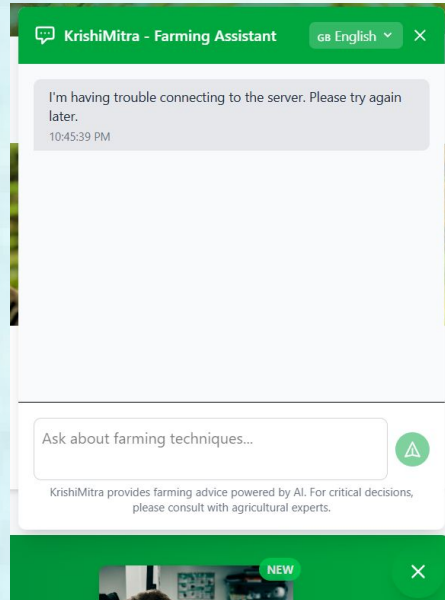 KrishiMitra - Farming Assistant
GB English
I'm having trouble connecting to the server. Please try again
later.
10:45:39 PM
Ask about farming techniques...
KrishiMitra provides farming advice powered by AI. For critical decisions,
please consult with agricultural experts.
NEW